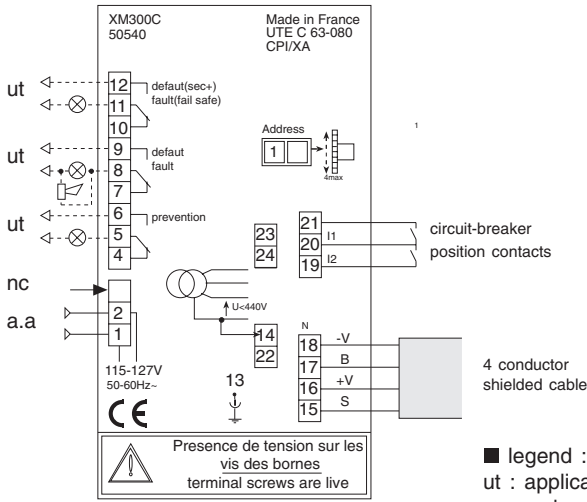 XM300C
50540
Made in France
UTE C 63-080
CPI/XA
ut
12
11
10
defaut(sec+)
fault(fail safe)
ut
9
8
7
defaut
fault
ut
6
5
4
prevention
Address
1
4max
1
23
24
21
20
19
I1
I2
circuit-breaker
position contacts
nc
a.a
2
1
115-127V
50-60Hz~
U<440V
14
22
13
N
18
17
16
15
-V
B
+V
S
4 conductor
shielded cable
CE
Presence de tension sur les
vis des bornes
terminal screws are live
■ legend :
ut : applica